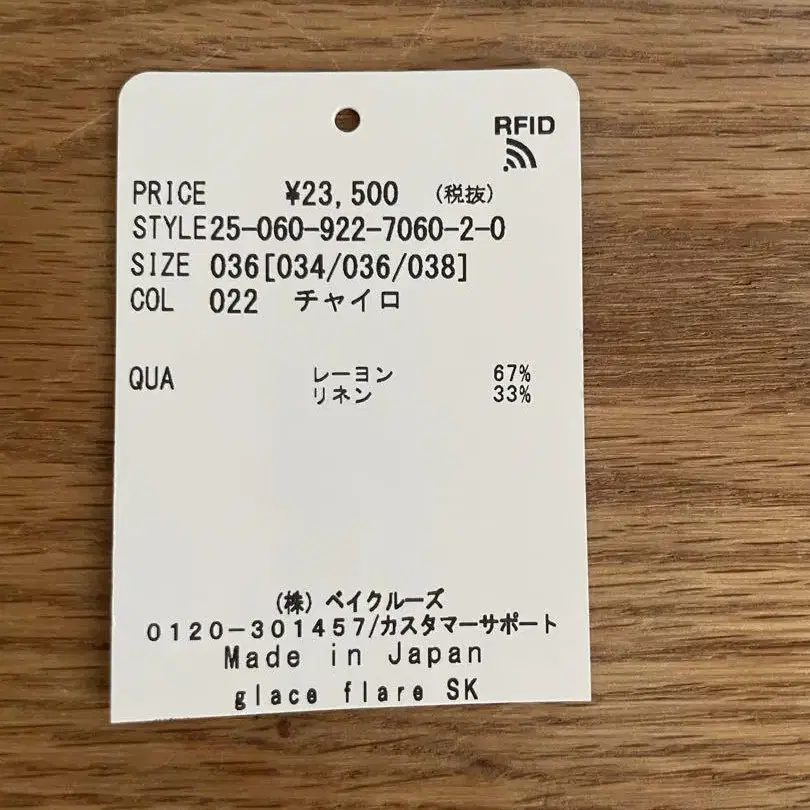 RFID
PRICE ¥23,500 (税抜)
STYLE25-060-922-7060-2-0
SIZE 036[034/036/038]
COL 022 チャイロ
QUA レーヨン 67%
リネン 33%
(株) ベイクルーズ
0120-301457/カスタマーサポート
Made in Japan
glace flare SK